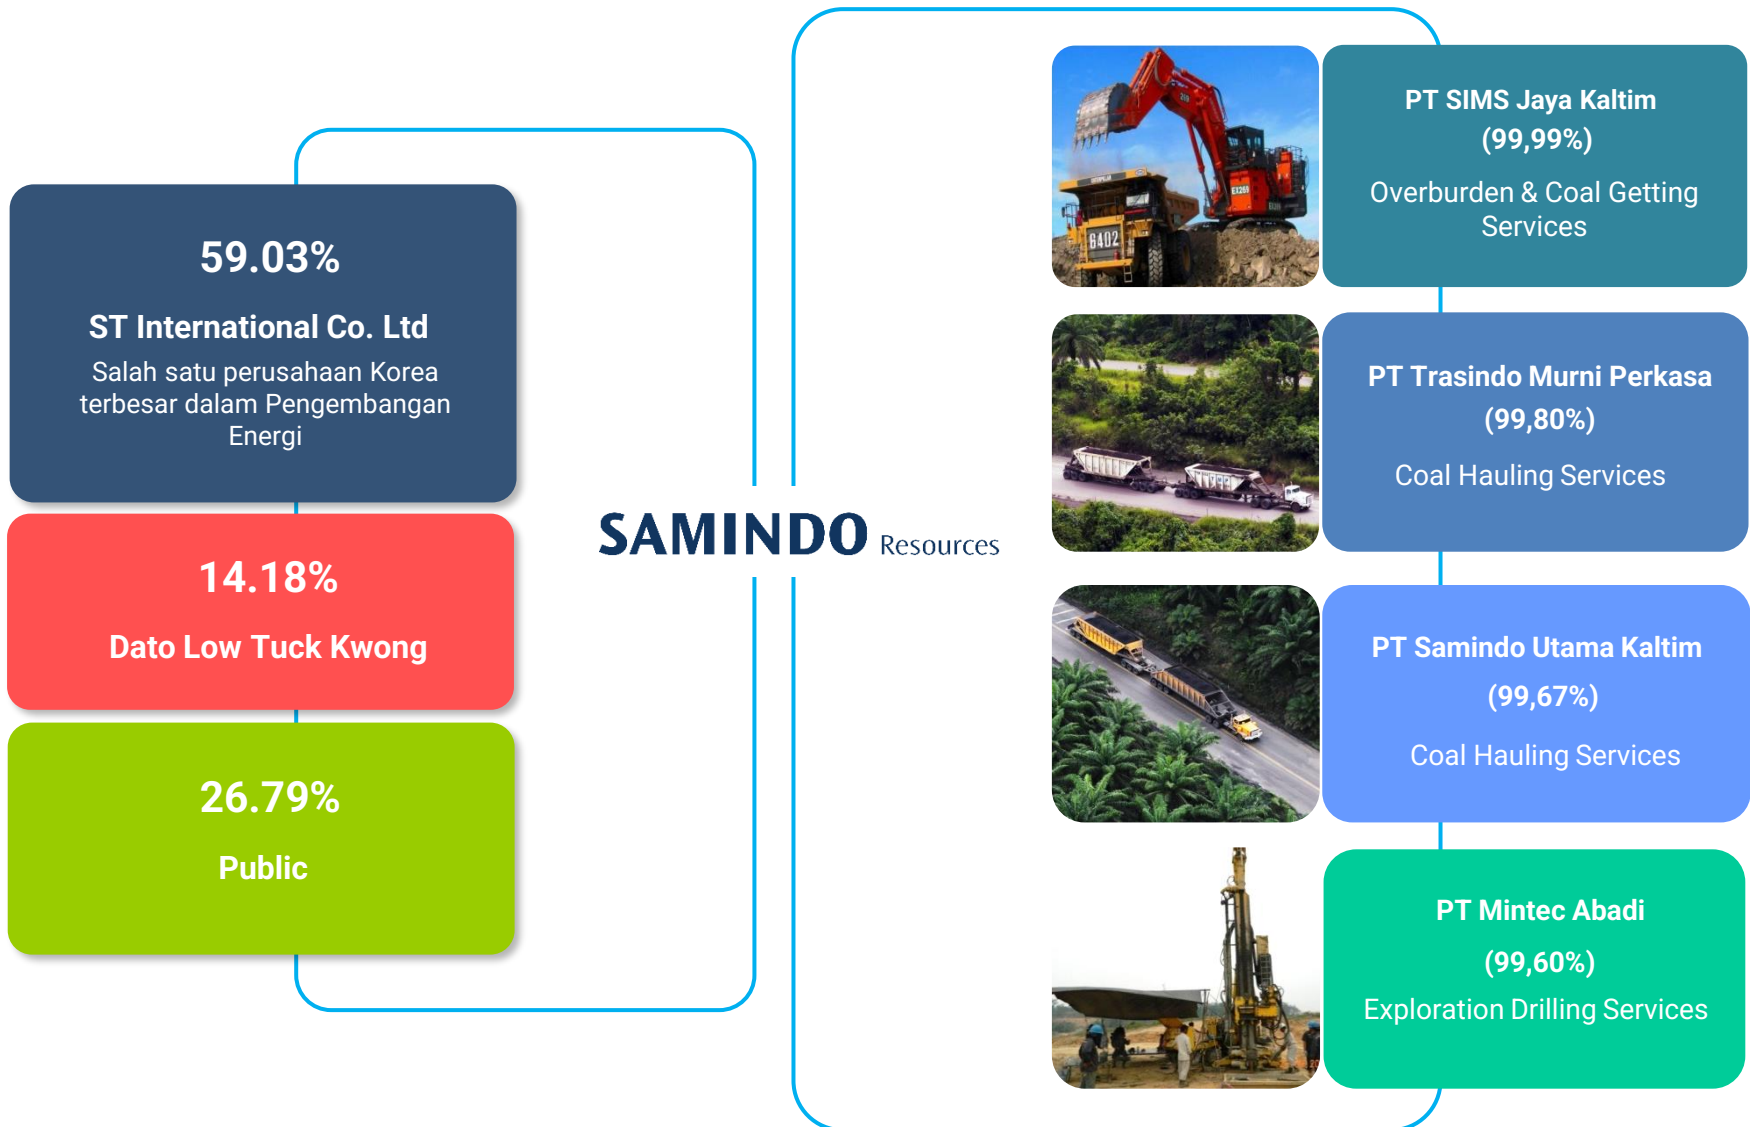 59.03%
ST International Co. Ltd
Salah satu perusahaan Korea
terbesar dalam Pengembangan
Energi
14.18%
Dato Low Tuck Kwong
26.79%
Public
SAMINDO Resources
PT SIMS Jaya Kaltim
(99,99%)
Overburden & Coal Getting
Services
6402
EX265
PT Trasindo Murni Perkasa
(99,80%)
Coal Hauling Services
PT Samindo Utama Kaltim
(99,67%)
Coal Hauling Services
PT Mintec Abadi
(99,60%)
Exploration Drilling Services